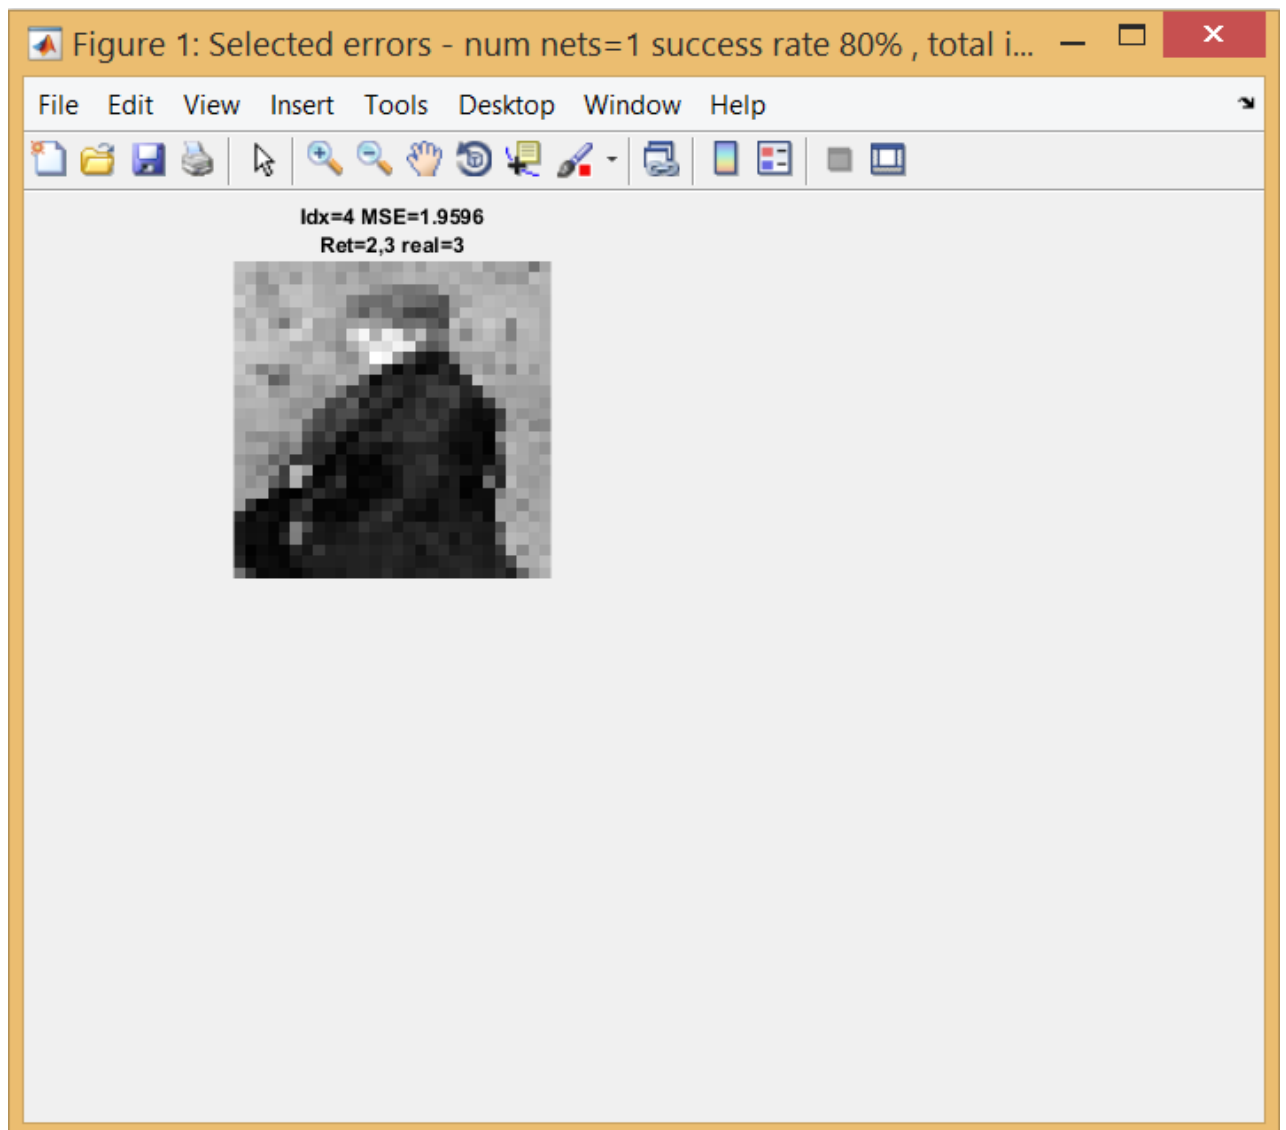 Figure 1: Selected errors - num nets=1 success rate 80% , total i...
File Edit View Insert Tools Desktop Window Help
Idx=4 MSE=1.9596
Ret=2,3 real=3